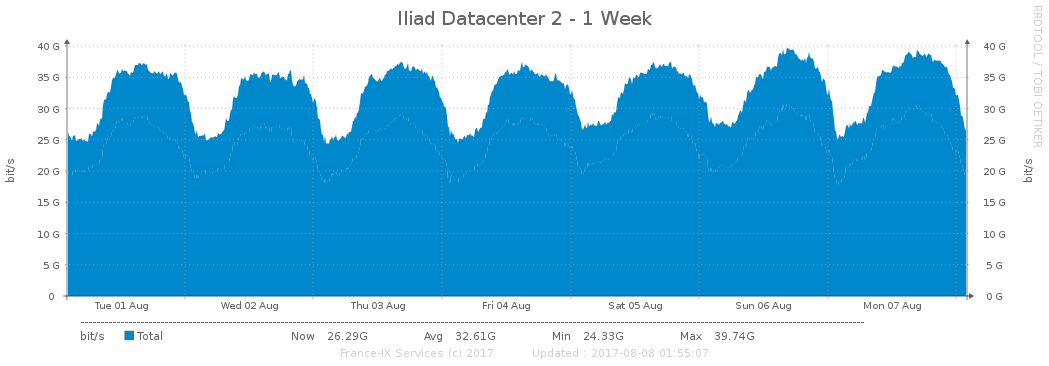 Iliad Datacenter 2 - 1 Week
RRDTOOL / TOBI OETIKER
40 G 40 G
35 G 35 G
30 G 30 G
25 G 25 G
20 G 20 G
15 G 15 G
10 G 10 G
5 G 5 G
0 0 G
bit/s bit/s
Tue 01 Aug Wed 02 Aug Thu 03 Aug Fri 04 Aug Sat 05 Aug Sun 06 Aug Mon 07 Aug
bit/s Total Now 26.29G Avg 32.61G Min 24.33G Max 39.74G
France-IX Services (c) 2017 Updated : 2017-08-08 01:55:07